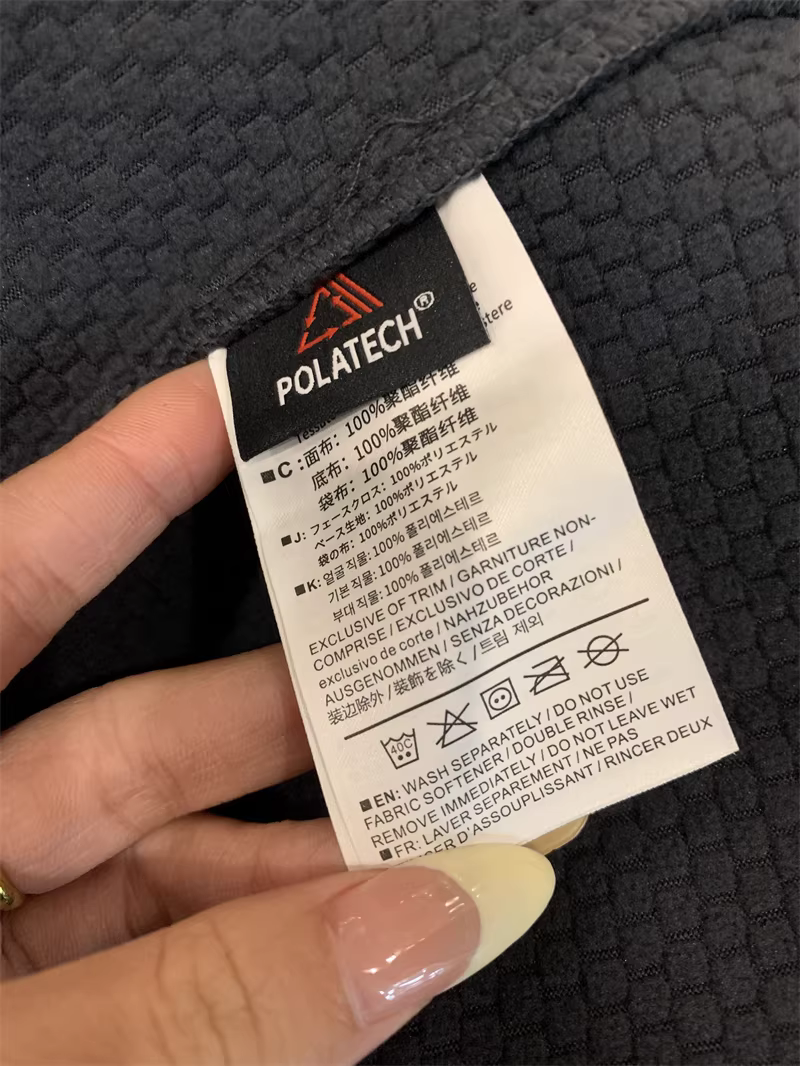 POLATECH®
tere
■C:面布：100%聚酯纤维
底布：100%聚酯纤维
袋布：100%聚酯纤维
■J: フェースクロス：100%ポリエステル
ベース生地：100%ポリエステル
袋の布：100%ポリエステル
■K: 얼굴 직물: 100% 폴리에스테르
기본 직물: 100% 폴리에스테르
부대 직물: 100% 폴리에스테르
EXCLUSIVE OF TRIM / GARNITURE NON-
COMPRISE / EXCLUSIVO DE CORTE /
exclusivo de corte / NAHZUBEHOR
AUSGENOMMEN / SENZA DECORAZIONI /
装边除外 / 装飾を除く / 트림 제외
40C
■EN: WASH SEPARATELY / DO NOT USE
FABRIC SOFTENER / DOUBLE RINSE /
REMOVE IMMEDIATELY / DO NOT LEAVE WET
■FR: LAVER SEPAREMENT / NE PAS
D'ASSOUPLISSANT / RINCER DEUX